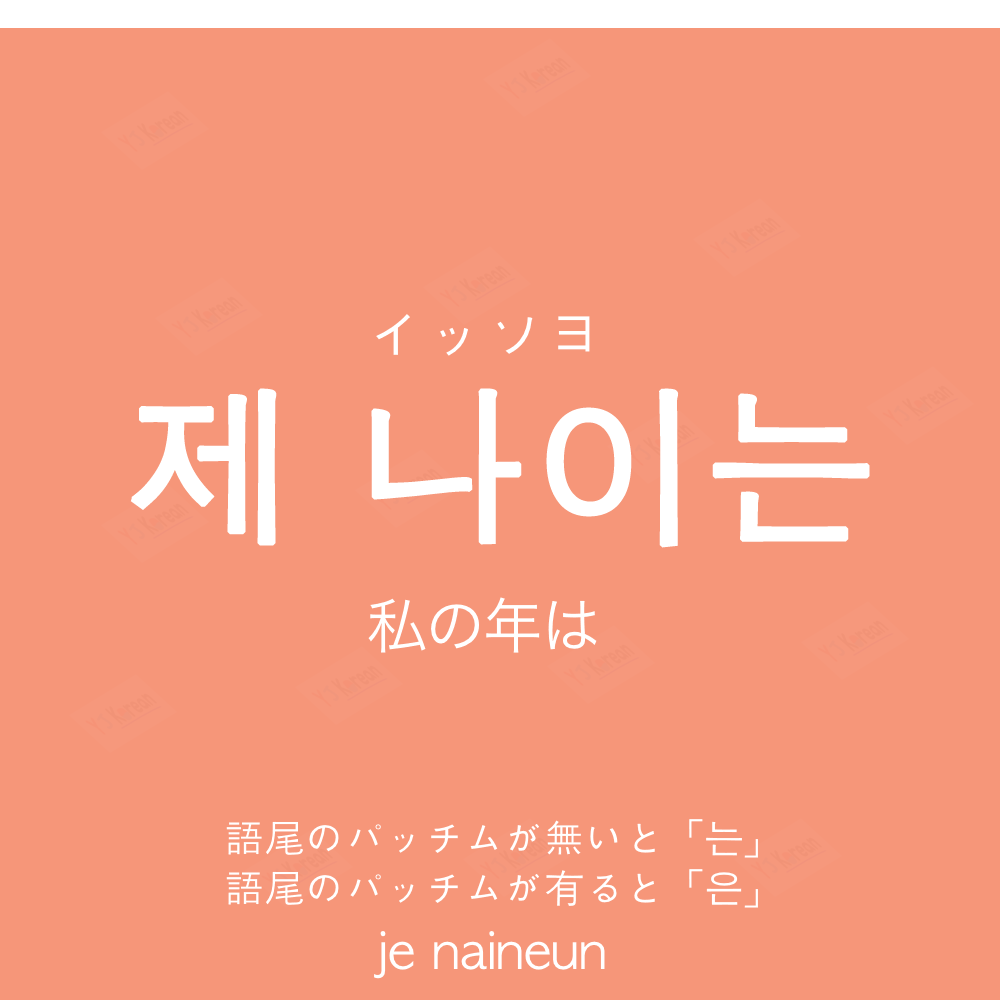 イッソヨ
제 나이는
私の年は
語尾のパッチムが無いと「는」
語尾のパッチムが有ると「은」
je naineun